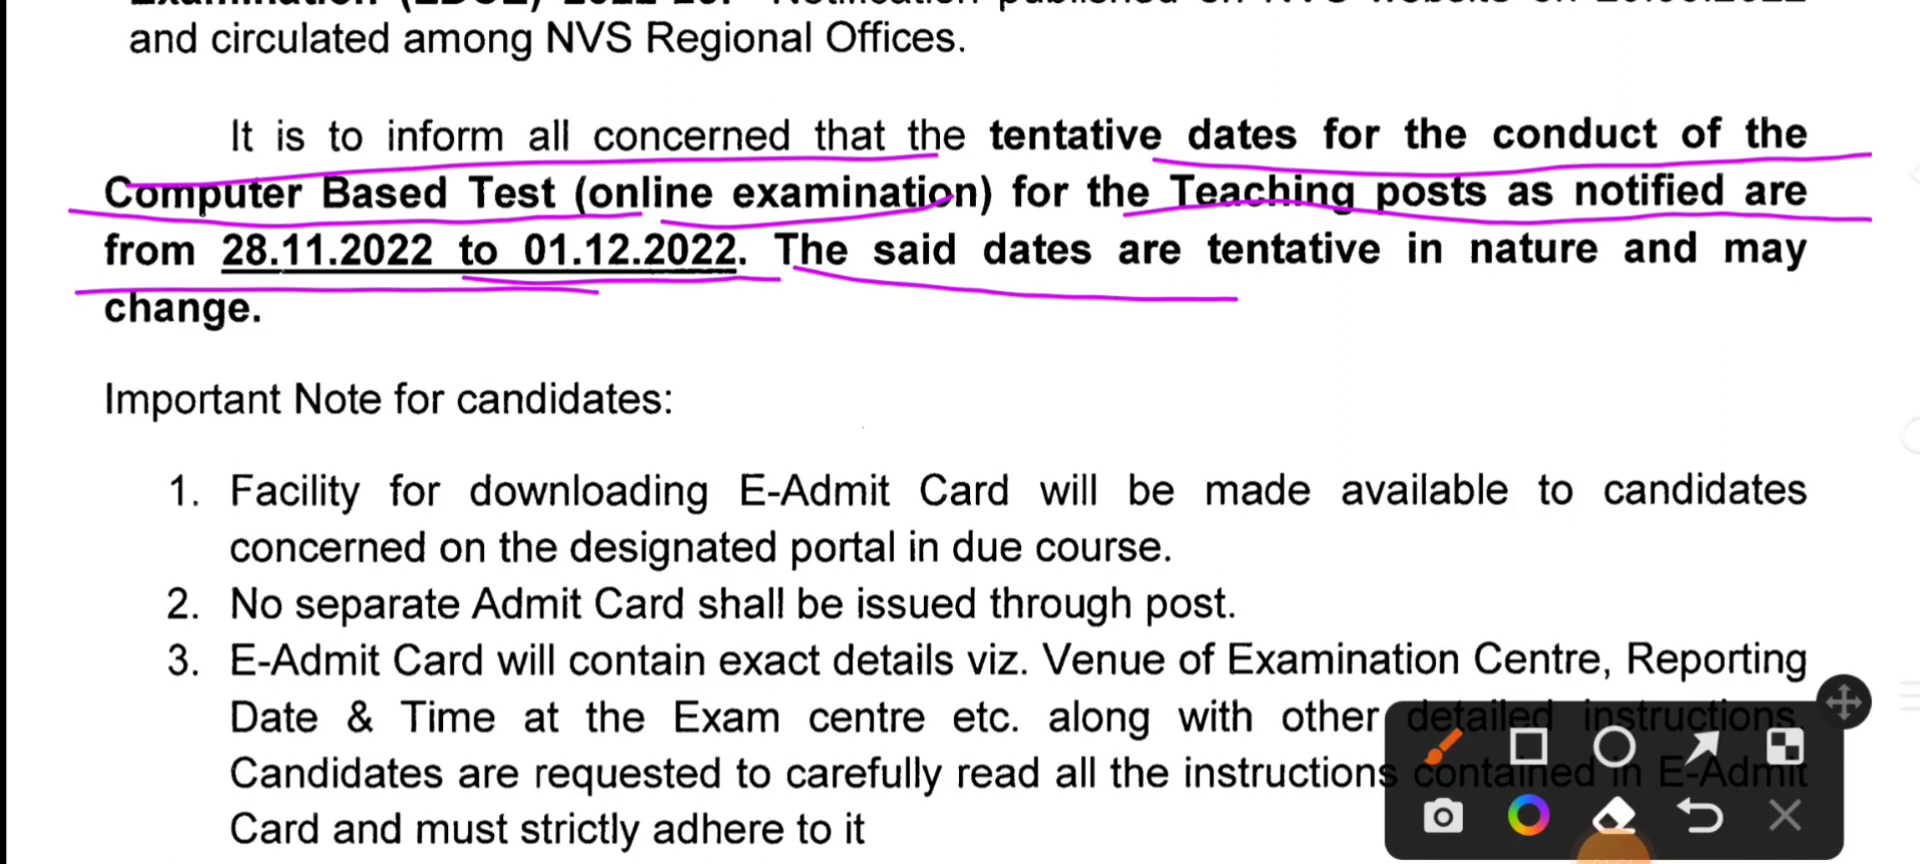 and circulated among NVS Regional Offices.
It is to inform all concerned that the tentative dates for the conduct of the
Computer Based Test (online examination) for the Teaching posts as notified are
from 28.11.2022 to 01.12.2022. The said dates are tentative in nature and may
change.
Important Note for candidates:
1. Facility for downloading E-Admit Card will be made available to candidates
concerned on the designated portal in due course.
2. No separate Admit Card shall be issued through post.
3. E-Admit Card will contain exact details viz. Venue of Examination Centre, Reporting
Date & Time at the Exam centre etc. along with other detailed instructions.
Candidates are requested to carefully read all the instructions contained in E-Admit
Card and must strictly adhere to it